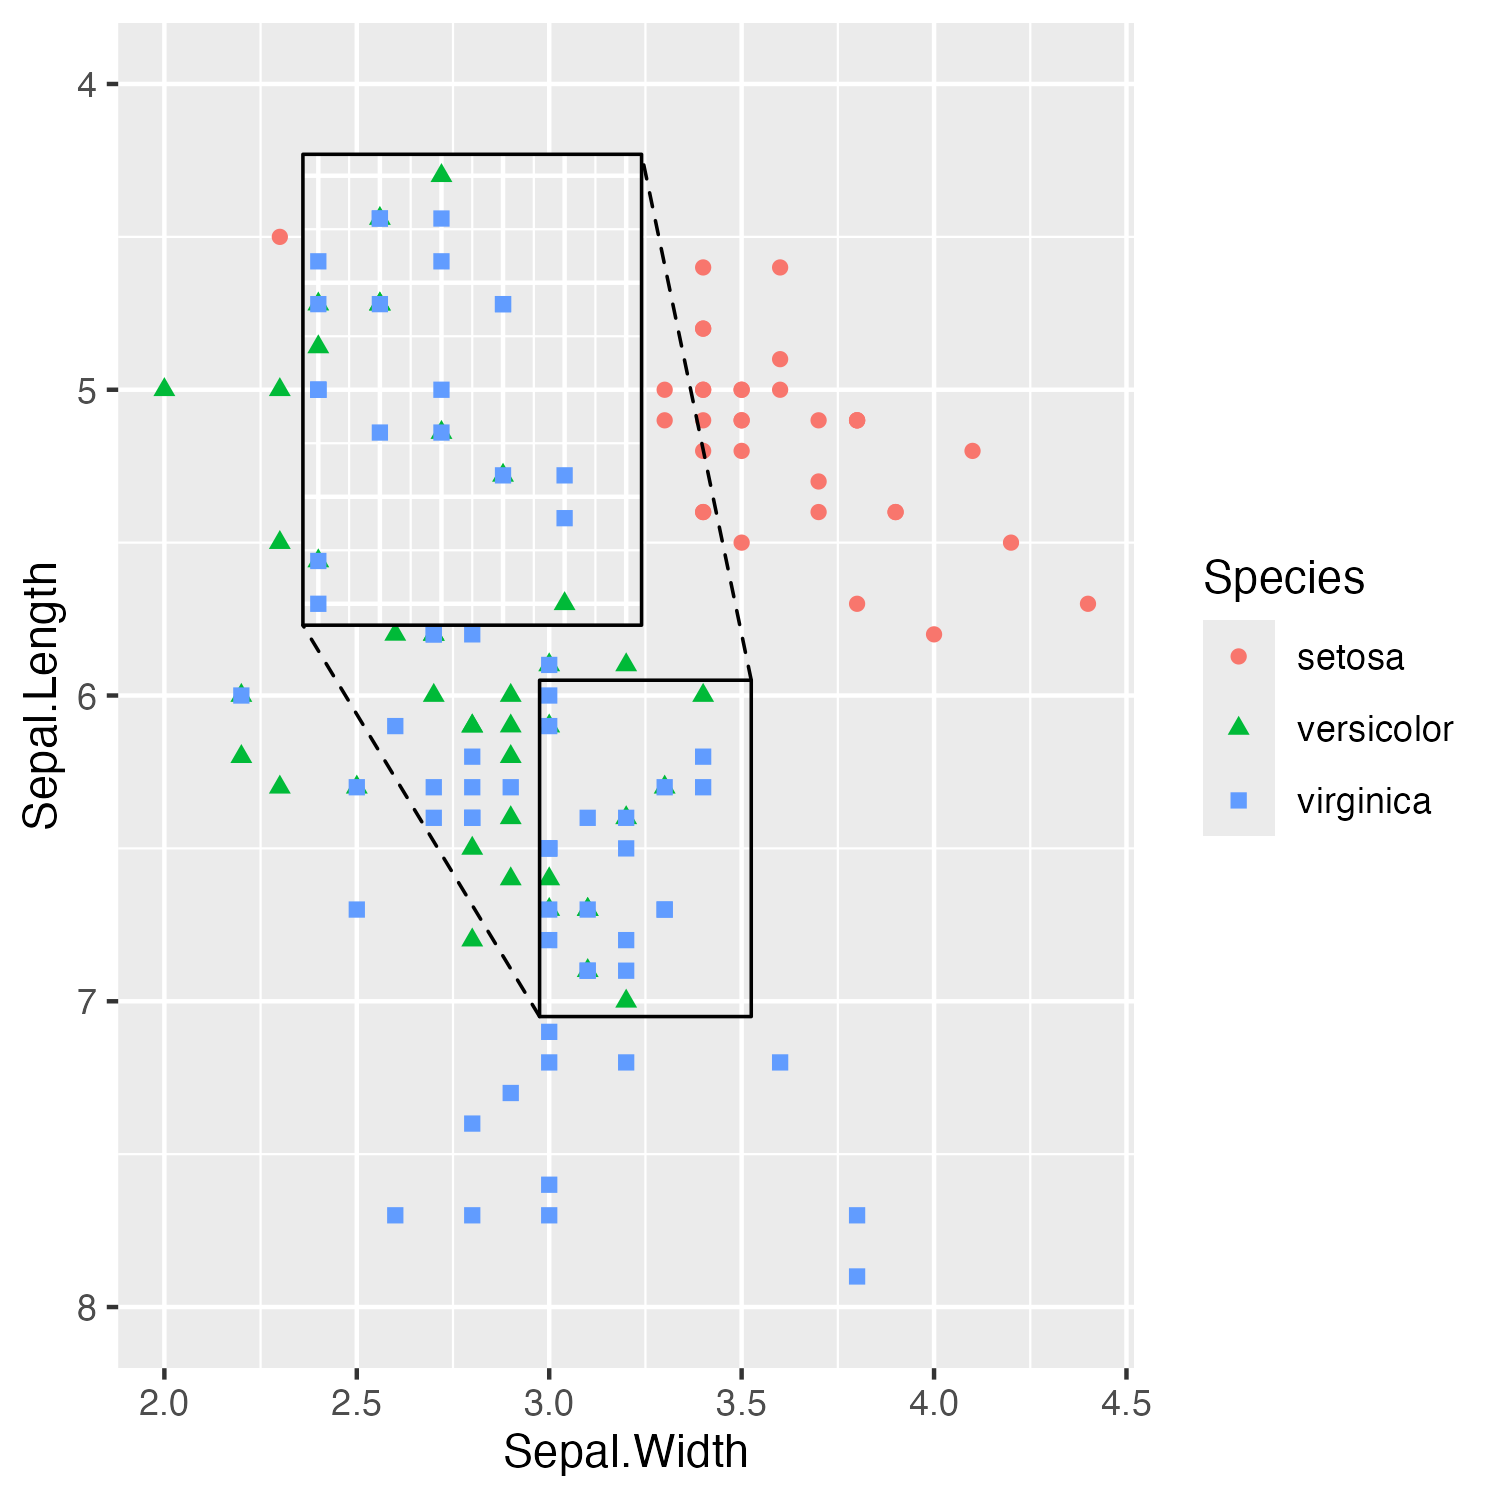 Sepal.Length
4
5
6
7
8
2.0 2.5 3.0 3.5 4.0 4.5
Sepal.Width
Species
setosa
versicolor
virginica